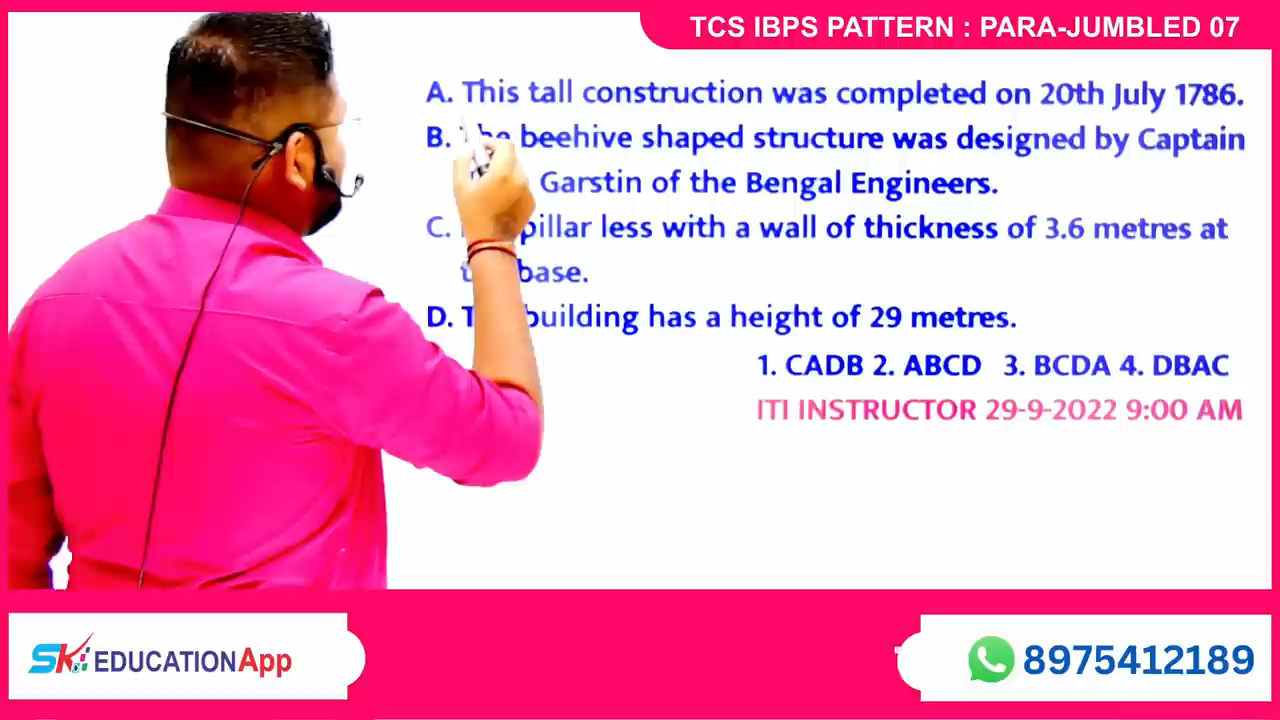 TCS IBPS PATTERN : PARA-JUMBLED 07
A. This tall construction was completed on 20th July 1786.
B. The beehive shaped structure was designed by Captain
Garstin of the Bengal Engineers.
C. pillar less with a wall of thickness of 3.6 metres at
base.
D. building has a height of 29 metres.
1. CADB 2. ABCD 3. BCDA 4. DBAC
ITI INSTRUCTOR 29-9-2022 9:00 AM
SK EDUCATIONApp
8975412189